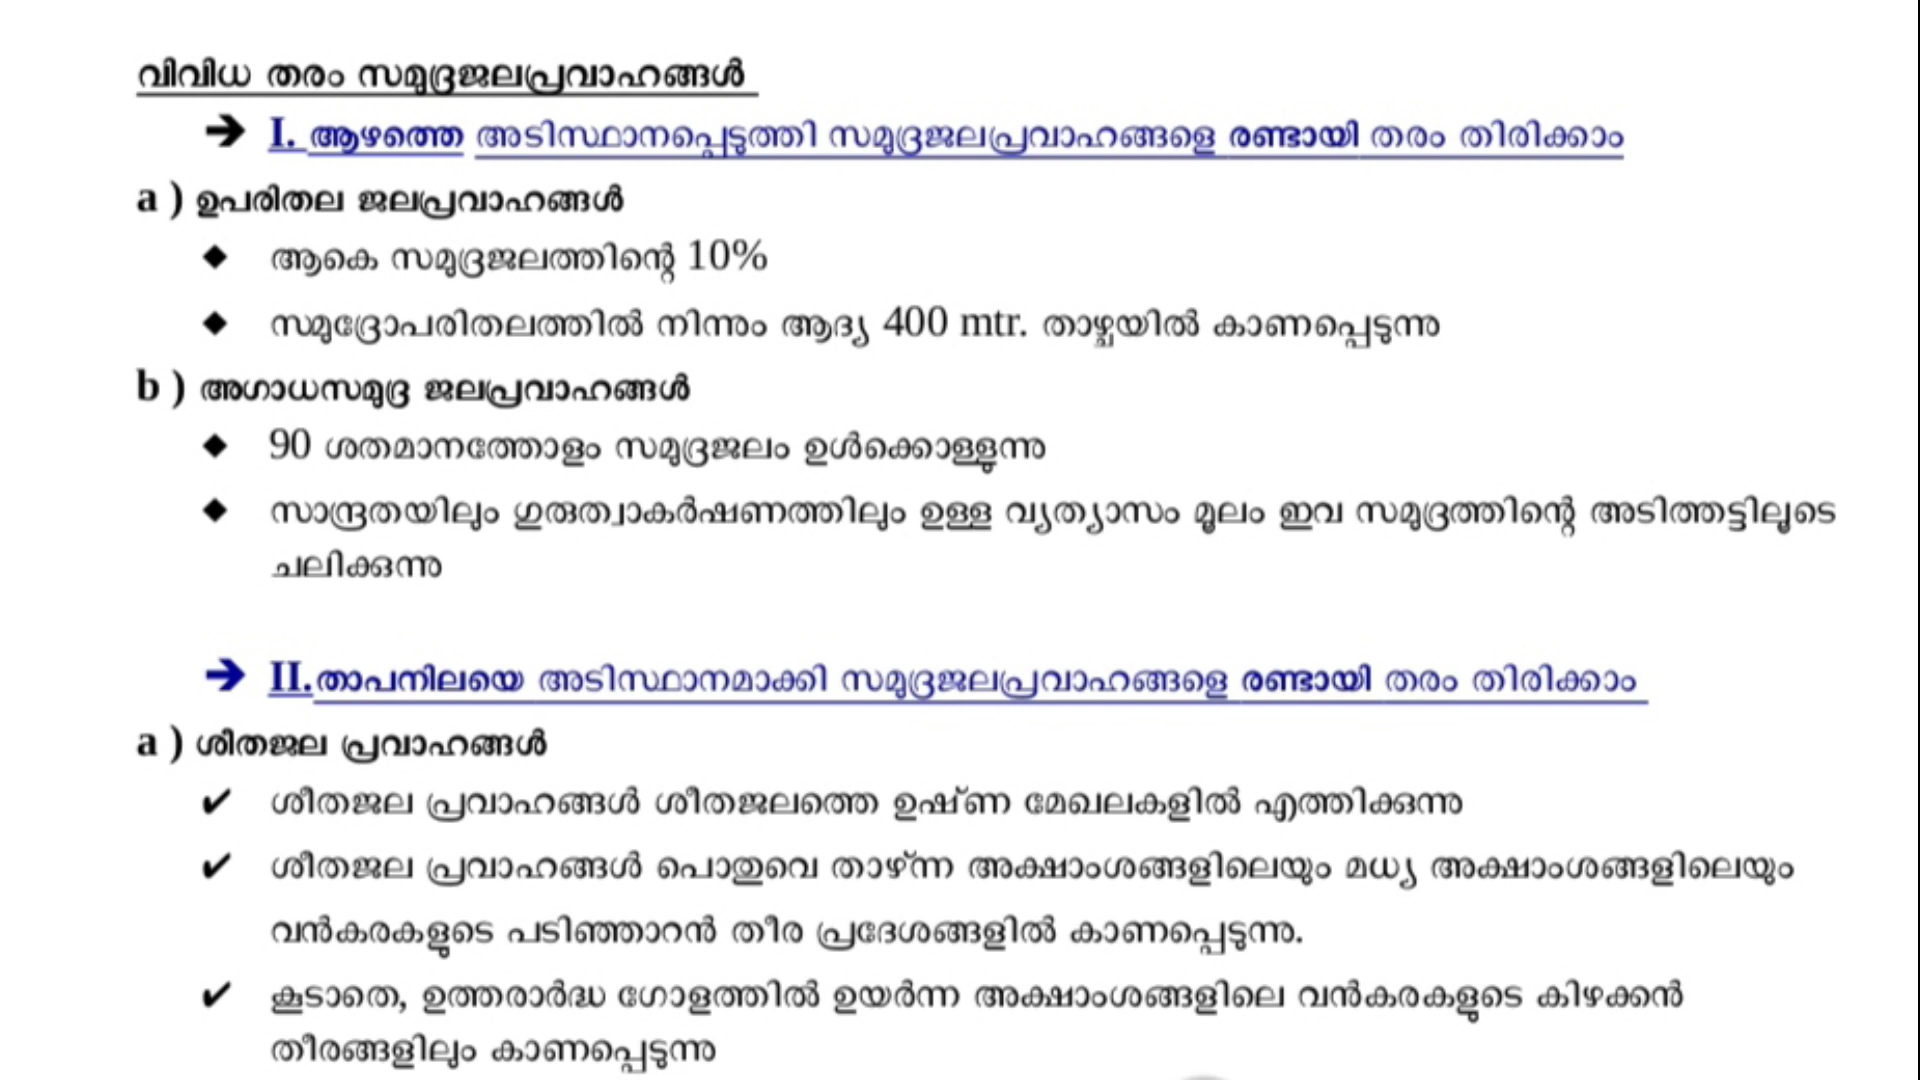 വിവിധ തരം സമുദ്രജലപ്രവാഹങ്ങൾ
➔ I. ആഴത്തെ അടിസ്ഥാനപ്പെടുത്തി സമുദ്രജലപ്രവാഹങ്ങളെ രണ്ടായി തരം തിരിക്കാം
a ) ഉപരിതല ജലപ്രവാഹങ്ങൾ
◆ ആകെ സമുദ്രജലത്തിന്റെ 10%
◆ സമുദ്രോപരിതലത്തിൽ നിന്നും ആദ്യ 400 mtr. താഴ്ചയിൽ കാണപ്പെടുന്നു
b ) അഗാധസമുദ്ര ജലപ്രവാഹങ്ങൾ
◆ 90 ശതമാനത്തോളം സമുദ്രജലം ഉൾക്കൊള്ളുന്നു
◆ സാന്ദ്രതയിലും ഗുരുത്വാകർഷണത്തിലും ഉള്ള വ്യത്യാസം മൂലം ഇവ സമുദ്രത്തിന്റെ അടിത്തട്ടിലൂടെ
ചലിക്കുന്നു
➔ II.താപനിലയെ അടിസ്ഥാനമാക്കി സമുദ്രജലപ്രവാഹങ്ങളെ രണ്ടായി തരം തിരിക്കാം
a ) ശീതജല പ്രവാഹങ്ങൾ
✔ ശീതജല പ്രവാഹങ്ങൾ ശീതജലത്തെ ഉഷ്ണ മേഖലകളിൽ എത്തിക്കുന്നു
✔ ശീതജല പ്രവാഹങ്ങൾ പൊതുവെ താഴ്ന്ന അക്ഷാംശങ്ങളിലെയും മധ്യ അക്ഷാംശങ്ങളിലെയും
വൻകരകളുടെ പടിഞ്ഞാറൻ തീര പ്രദേശങ്ങളിൽ കാണപ്പെടുന്നു.
✔ കൂടാതെ, ഉത്തരാർദ്ധ ഗോളത്തിൽ ഉയർന്ന അക്ഷാംശങ്ങളിലെ വൻകരകളുടെ കിഴക്കൻ
തീരങ്ങളിലും കാണപ്പെടുന്നു